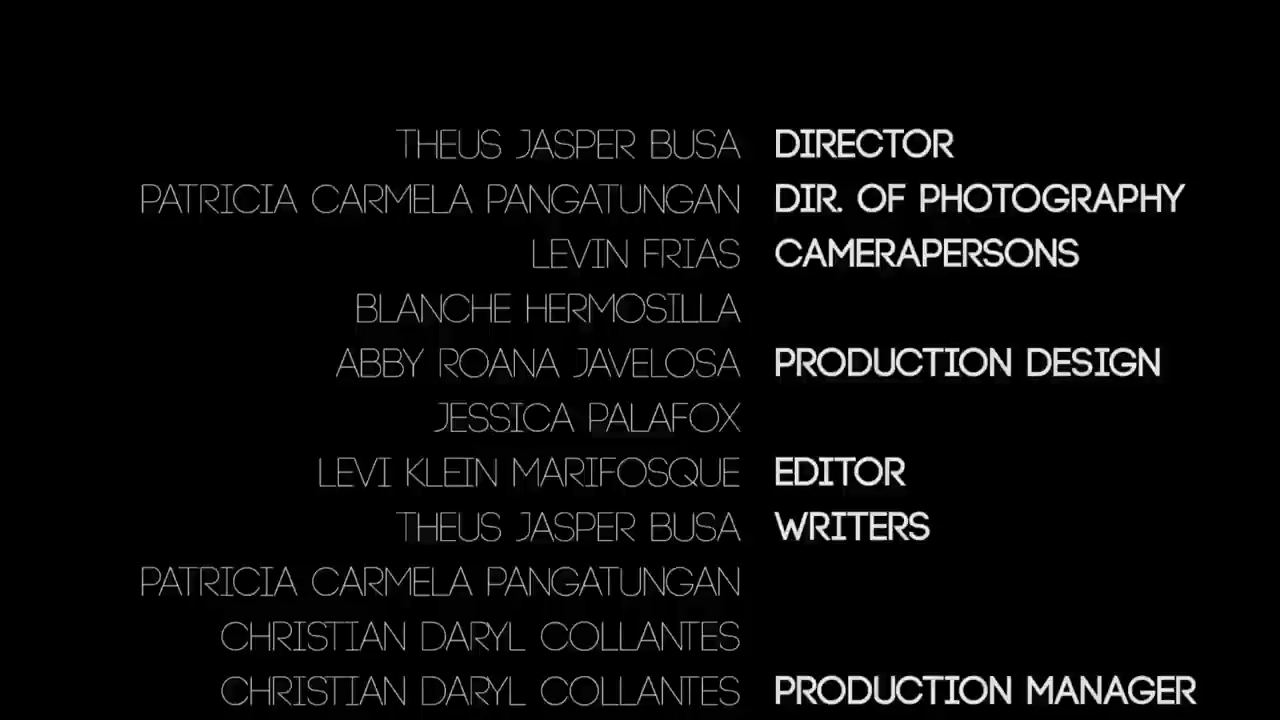 THEUS JASPER BUSA DIRECTOR
PATRICIA CARMELA PANGATUNGAN DIR. OF PHOTOGRAPHY
LEVIN FRIAS CAMERAPERSONS
BLANCHE HERMOSILLA
ABBY ROANA JAVELOSA PRODUCTION DESIGN
JESSICA PALAFOX
LEVI KLEIN MARIFOSQUE EDITOR
THEUS JASPER BUSA WRITERS
PATRICIA CARMELA PANGATUNGAN
CHRISTIAN DARYL COLLANTES
CHRISTIAN DARYL COLLANTES PRODUCTION MANAGER